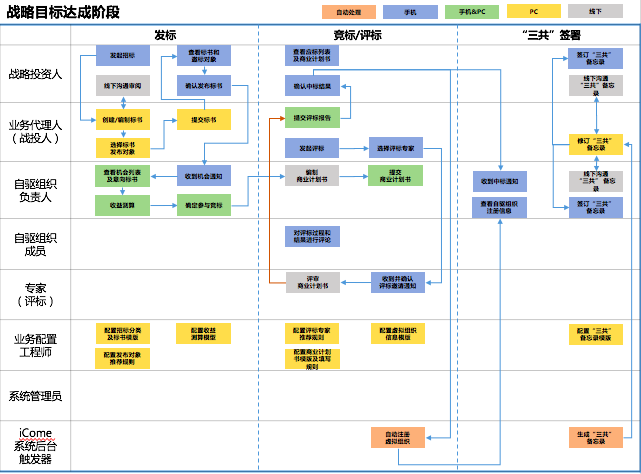 战略目标达成阶段
自动处理
手机
手机&PC
PC
线下
发标
竞标/评标
“三共”签署
战略投资人
发起招标
查看标书和
邀标对象
线下沟通审阅
确认发布标书
查看应标列表
及商业计划书
确认中标结果
签订“三共”
备忘录
线下沟通
“三共”备忘
录
业务代理人
（战投人）
创建/编制标书
提交标书
选择标书
发布对象
提交评标报告
发起评标
选择评标专家
修订“三共”
备忘录
自驱组织
负责人
查看机会列表
及意向标书
收到机会通知
收益测算
确定参与竞标
编制
商业计划书
提交
商业计划书
收到中标通知
查看自驱组织
注册信息
线下沟通
“三共”备忘
录
签订“三共”
备忘录
自驱组织
成员
对评标过程和
结果进行评论
专家
（评标）
评审
商业计划书
收到并确认
评标邀请通知
业务配置
工程师
配置招标分类
及标书模版
配置收益
测算模型
配置发布对象
推荐规则
配置评标专家
推荐规则
配置虚拟组织
信息模版
配置商业计划
书模版及填写
规则
配置“三共”
备忘录模版
系统管理员
iCome
系统后台
触发器
自动注册
虚拟组织
生成“三共”
备忘录